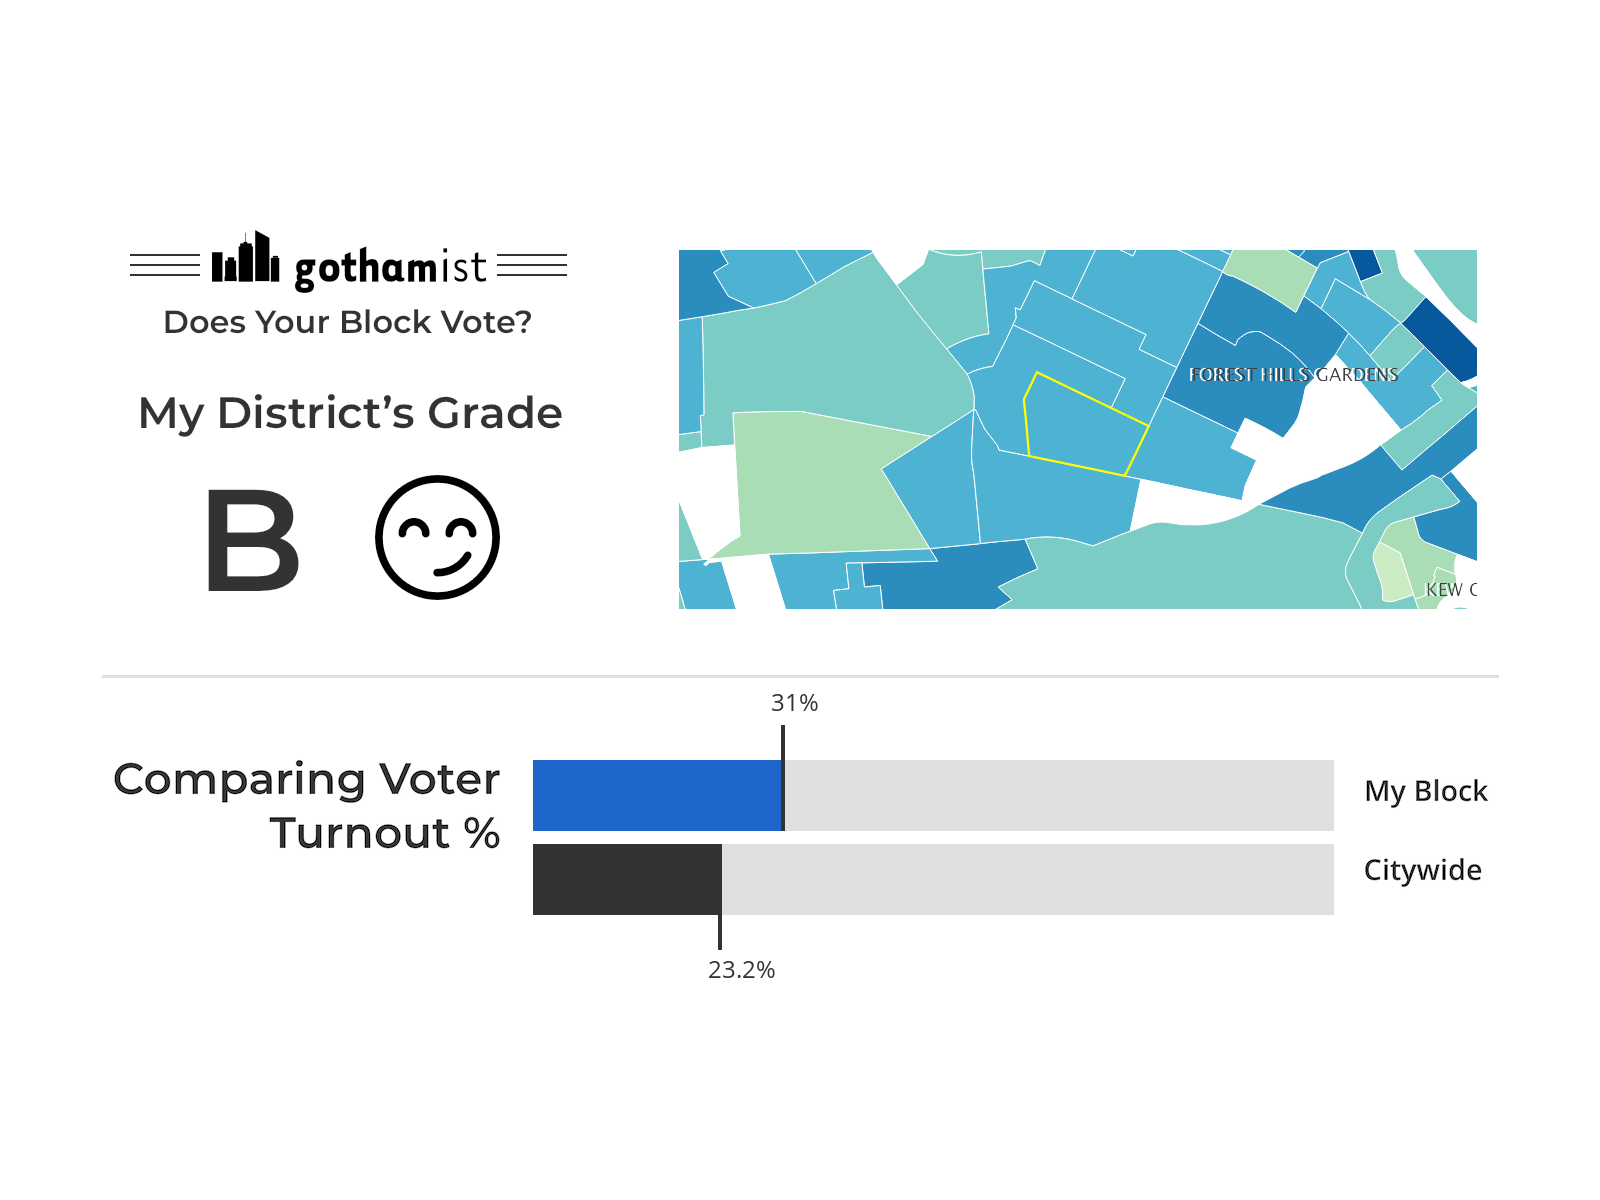 gothamist
Does Your Block Vote?
My District's Grade
B
FOREST HILLS GARDENS
KEW
31%
Comparing Voter
Turnout %
My Block
Citywide
23.2%